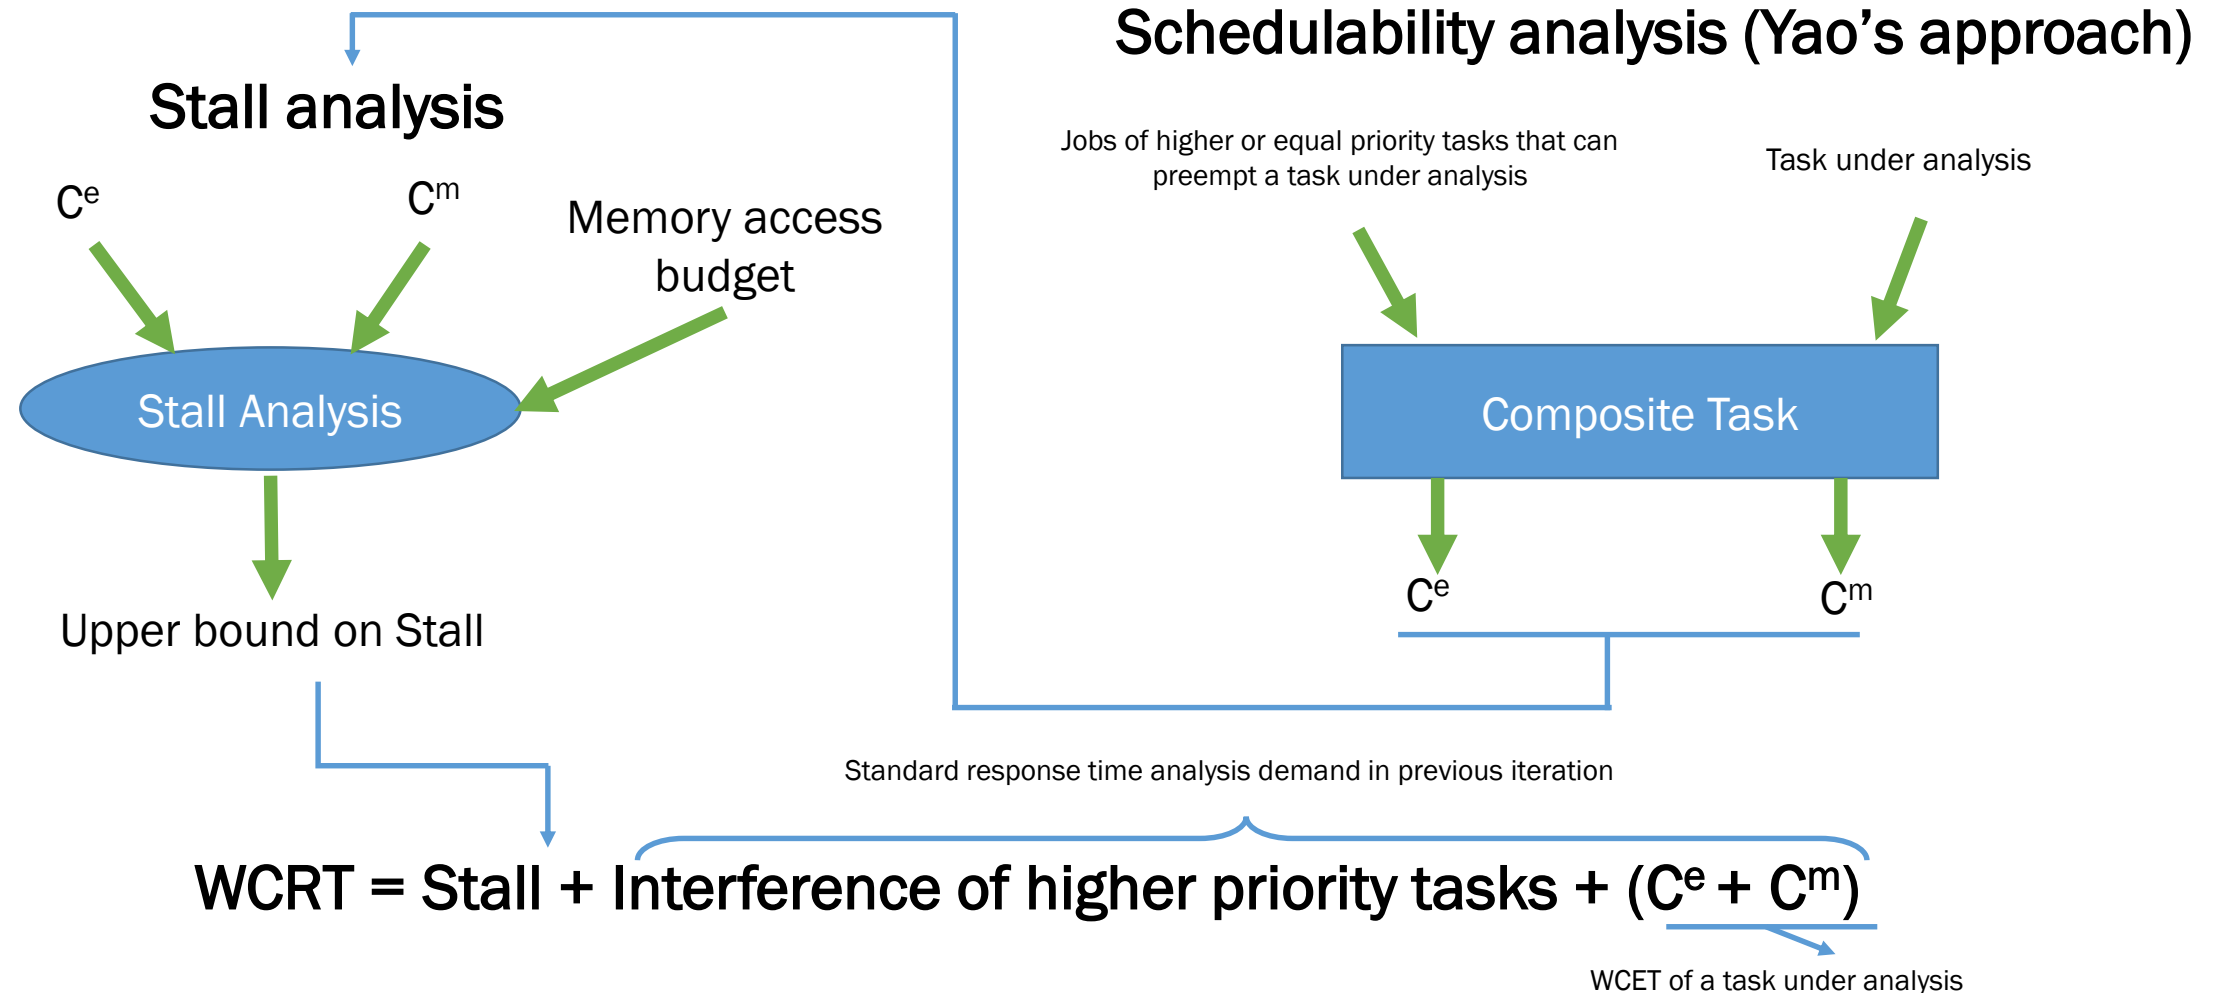 Schedulability analysis (Yao’s approach)
Stall analysis
Jobs of higher or equal priority tasks that can
preempt a task under analysis
Task under analysis
Cᵉ
Cᵐ
Memory access
budget
Stall Analysis
Composite Task
Cᵉ
Cᵐ
Upper bound on Stall
Standard response time analysis demand in previous iteration
WCRT = Stall + Interference of higher priority tasks + (Cᵉ + Cᵐ)
WCET of a task under analysis